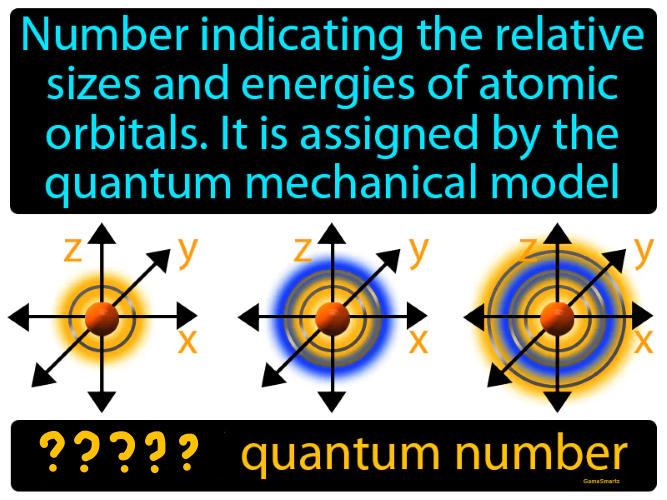 Number indicating the relative
sizes and energies of atomic
orbitals. It is assigned by the
quantum mechanical model
z y z y z y
x x x
????? quantum number
GameSmartz